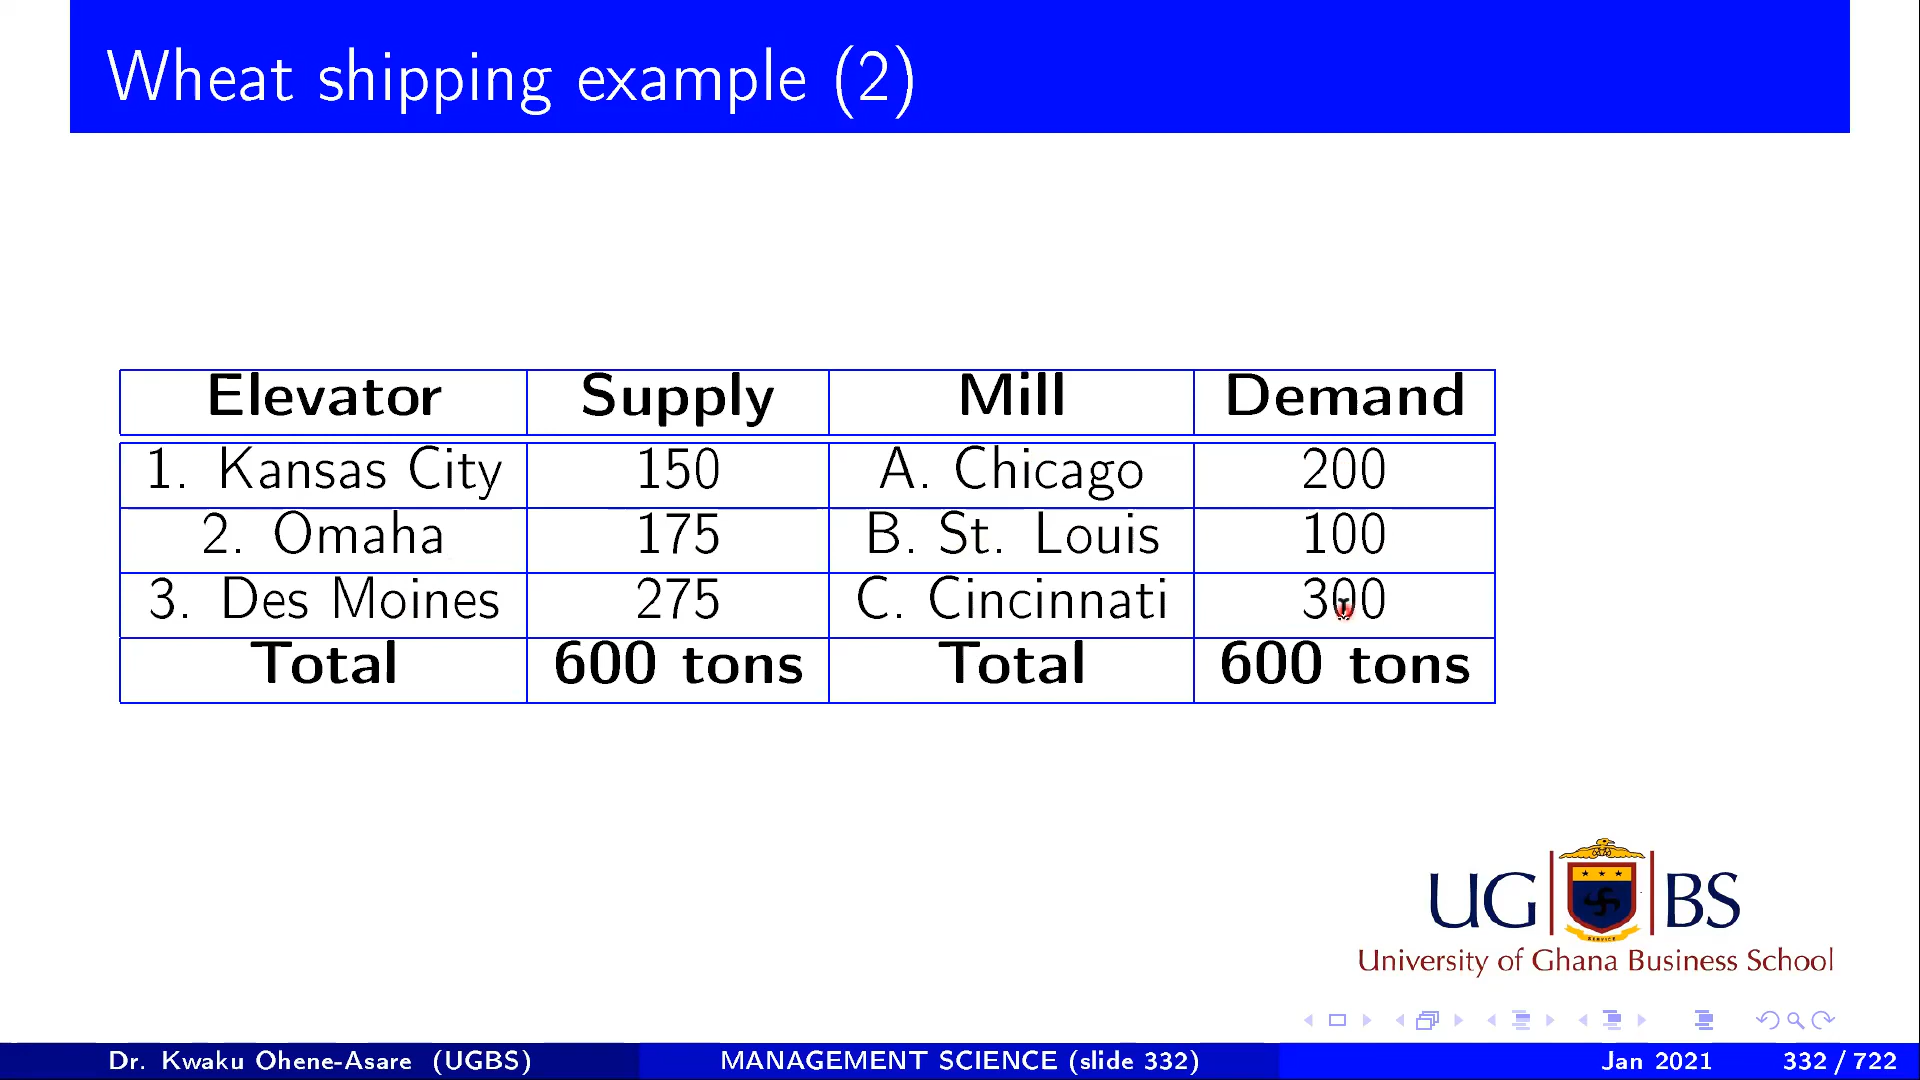 Wheat shipping example (2)
Elevator Supply Mill Demand
1. Kansas City 150 A. Chicago 200
2. Omaha 175 B. St. Louis 100
3. Des Moines 275 C. Cincinnati 300
Total 600 tons Total 600 tons
UG BS
SERVICE
University of Ghana Business School
Dr. Kwaku Ohene-Asare (UGBS) MANAGEMENT SCIENCE (slide 332) Jan 2021 332 / 722